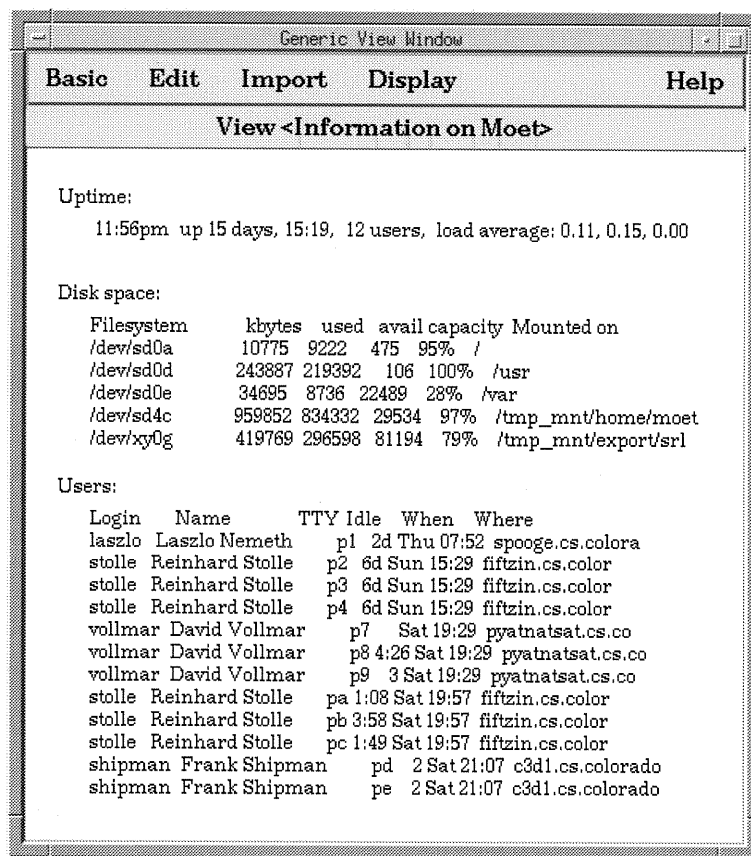 Generic View Window
Basic Edit Import Display Help
View <Information on Moet>
Uptime:
11:56pm up 15 days, 15:19, 12 users, load average: 0.11, 0.15, 0.00
Disk space:
Filesystem kbytes used avail capacity Mounted on
/dev/sd0a 10775 9222 475 95% /
/dev/sd0d 243887 219392 106 100% /usr
/dev/sd0e 34695 8736 22489 28% /var
/dev/sd4c 959852 834332 29534 97% /tmp_mnt/home/moet
/dev/xy0g 419769 296598 81194 79% /tmp_mnt/export/srl
Users:
Login Name TTY Idle When Where
laszlo Laszlo Nemeth p1 2d Thu 07:52 spooge.cs.colora
stolle Reinhard Stolle p2 6d Sun 15:29 fiftzin.cs.color
stolle Reinhard Stolle p3 6d Sun 15:29 fiftzin.cs.color
stolle Reinhard Stolle p4 6d Sun 15:29 fiftzin.cs.color
vollmar David Vollmar p7 Sat 19:29 pyatnatsat.cs.co
vollmar David Vollmar p8 4:26 Sat 19:29 pyatnatsat.cs.co
vollmar David Vollmar p9 3 Sat 19:29 pyatnatsat.cs.co
stolle Reinhard Stolle pa 1:08 Sat 19:57 fiftzin.cs.color
stolle Reinhard Stolle pb 3:58 Sat 19:57 fiftzin.cs.color
stolle Reinhard Stolle pc 1:49 Sat 19:57 fiftzin.cs.color
shipman Frank Shipman pd 2 Sat 21:07 c3d1.cs.colorado
shipman Frank Shipman pe 2 Sat 21:07 c3d1.cs.colorado